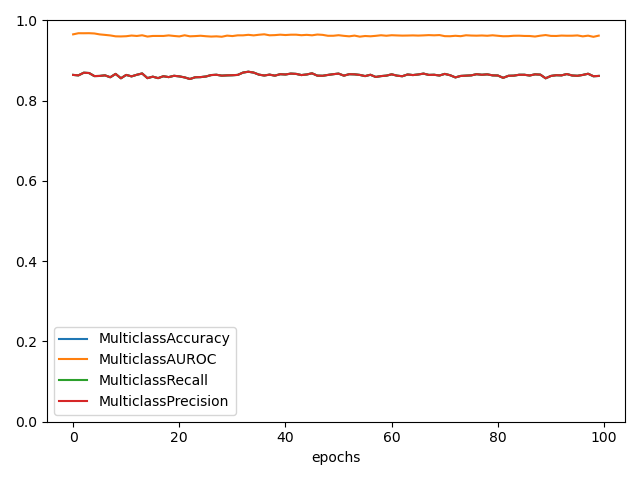 1.0
0.8
0.6
0.4
0.2
0.0
MulticlassAccuracy
MulticlassAUROC
MulticlassRecall
MulticlassPrecision
0 20 40 60 80 100
epochs